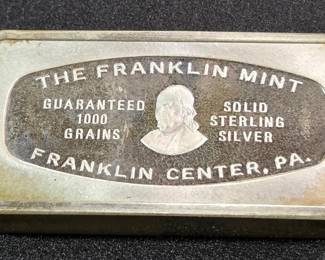 THE FRANKLIN MINT
GUARANTEED
1000
GRAINS
SOLID
STERLING
SILVER
FRANKLIN CENTER, PA.